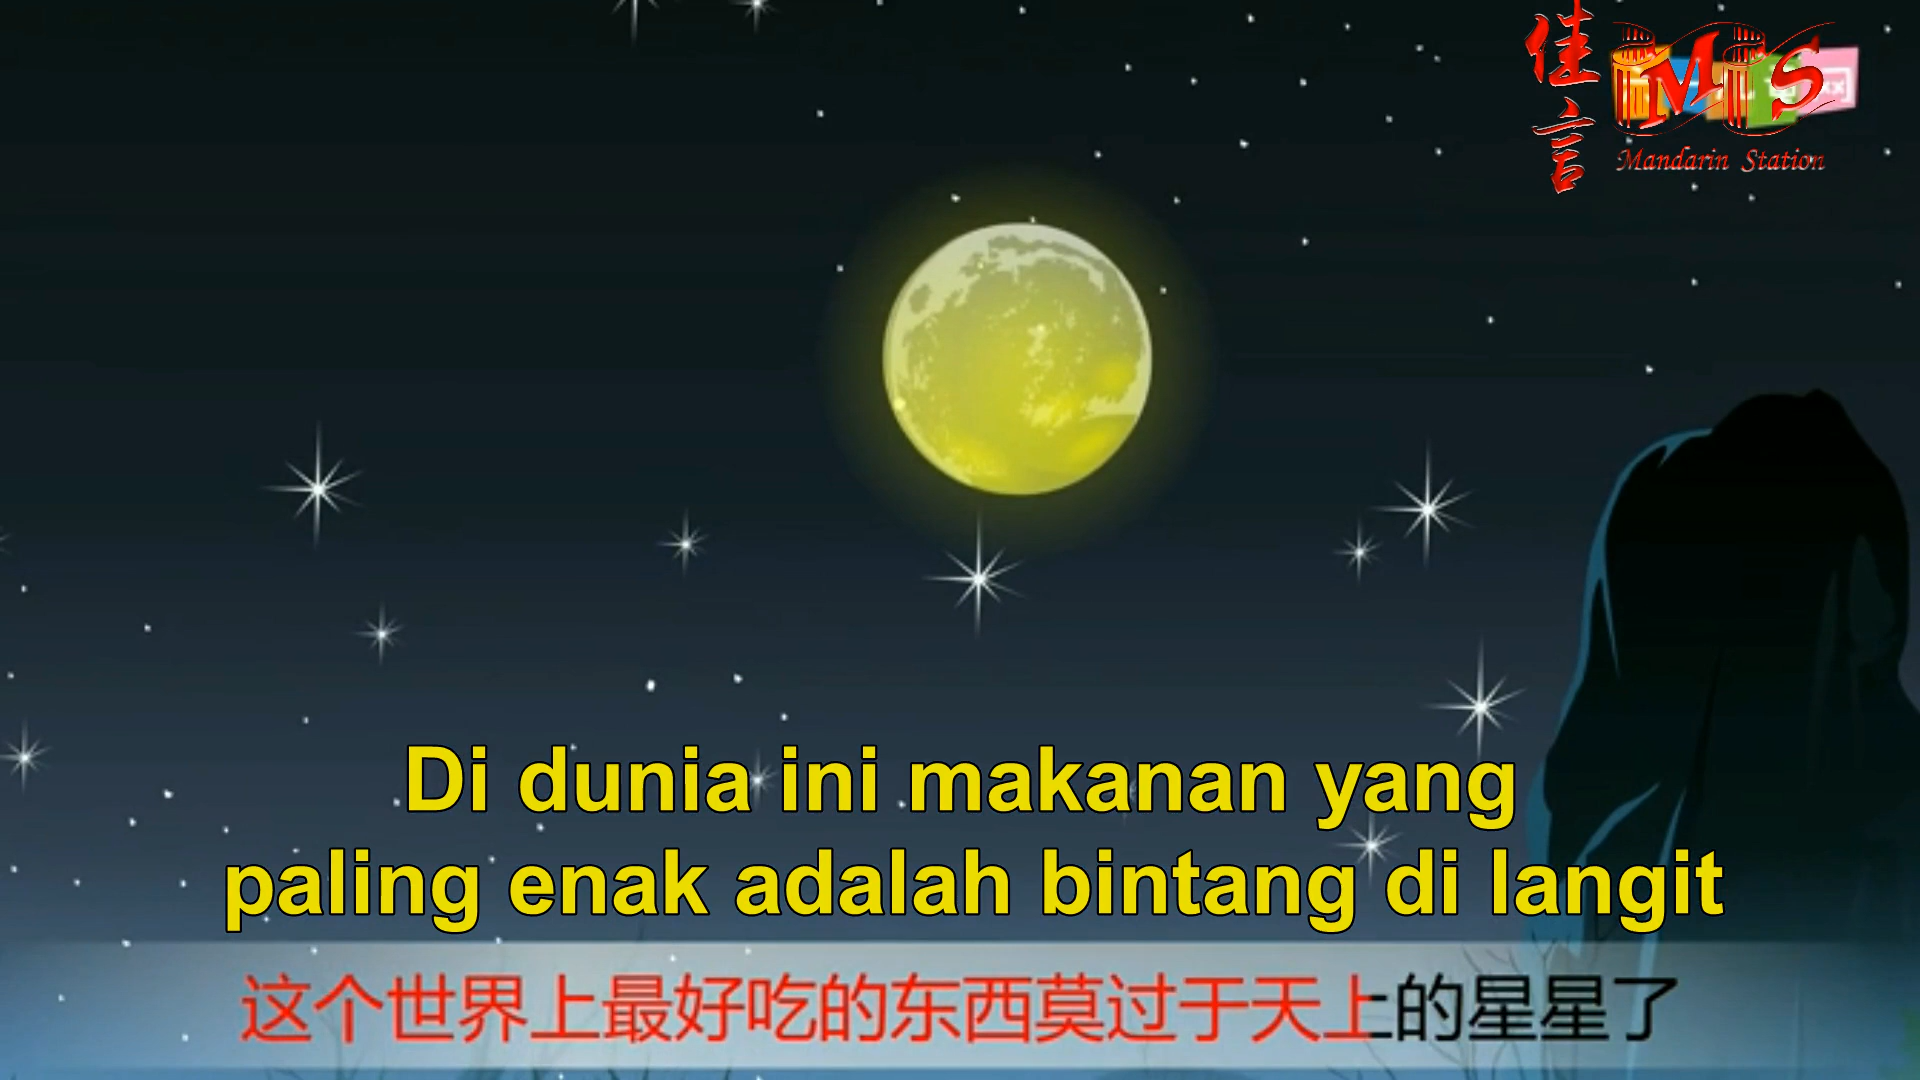 佳言
MS
Mandarin Station
Di dunia ini makanan yang
paling enak adalah bintang di langit
这个世界上最好吃的东西莫过于天上的星星了